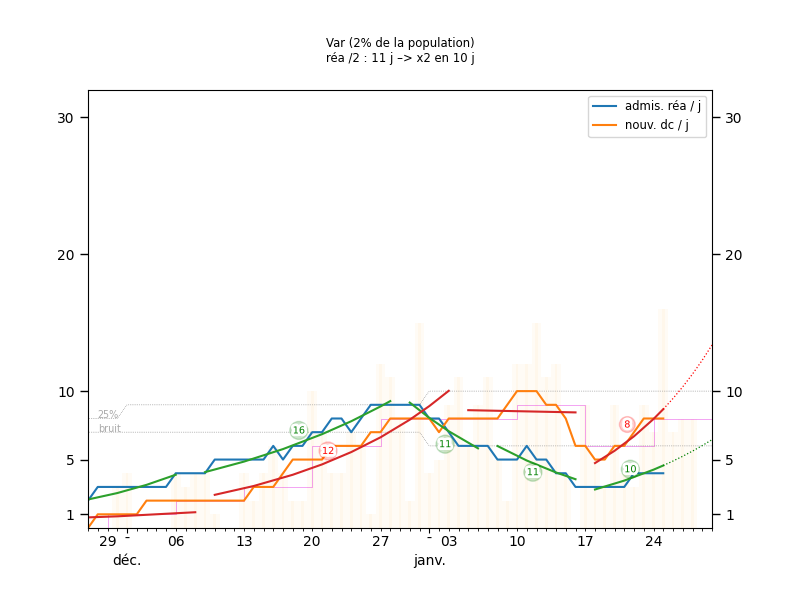 Var (2% de la population)
réa /2 : 11 j –> x2 en 10 j
admis. réa / j
nouv. dc / j
30
30
20
20
10
10
25%
bruit
16
12
11
11
8
10
5
5
1
1
29 - 06 13 20 27 - 03 10 17 24
déc. janv.